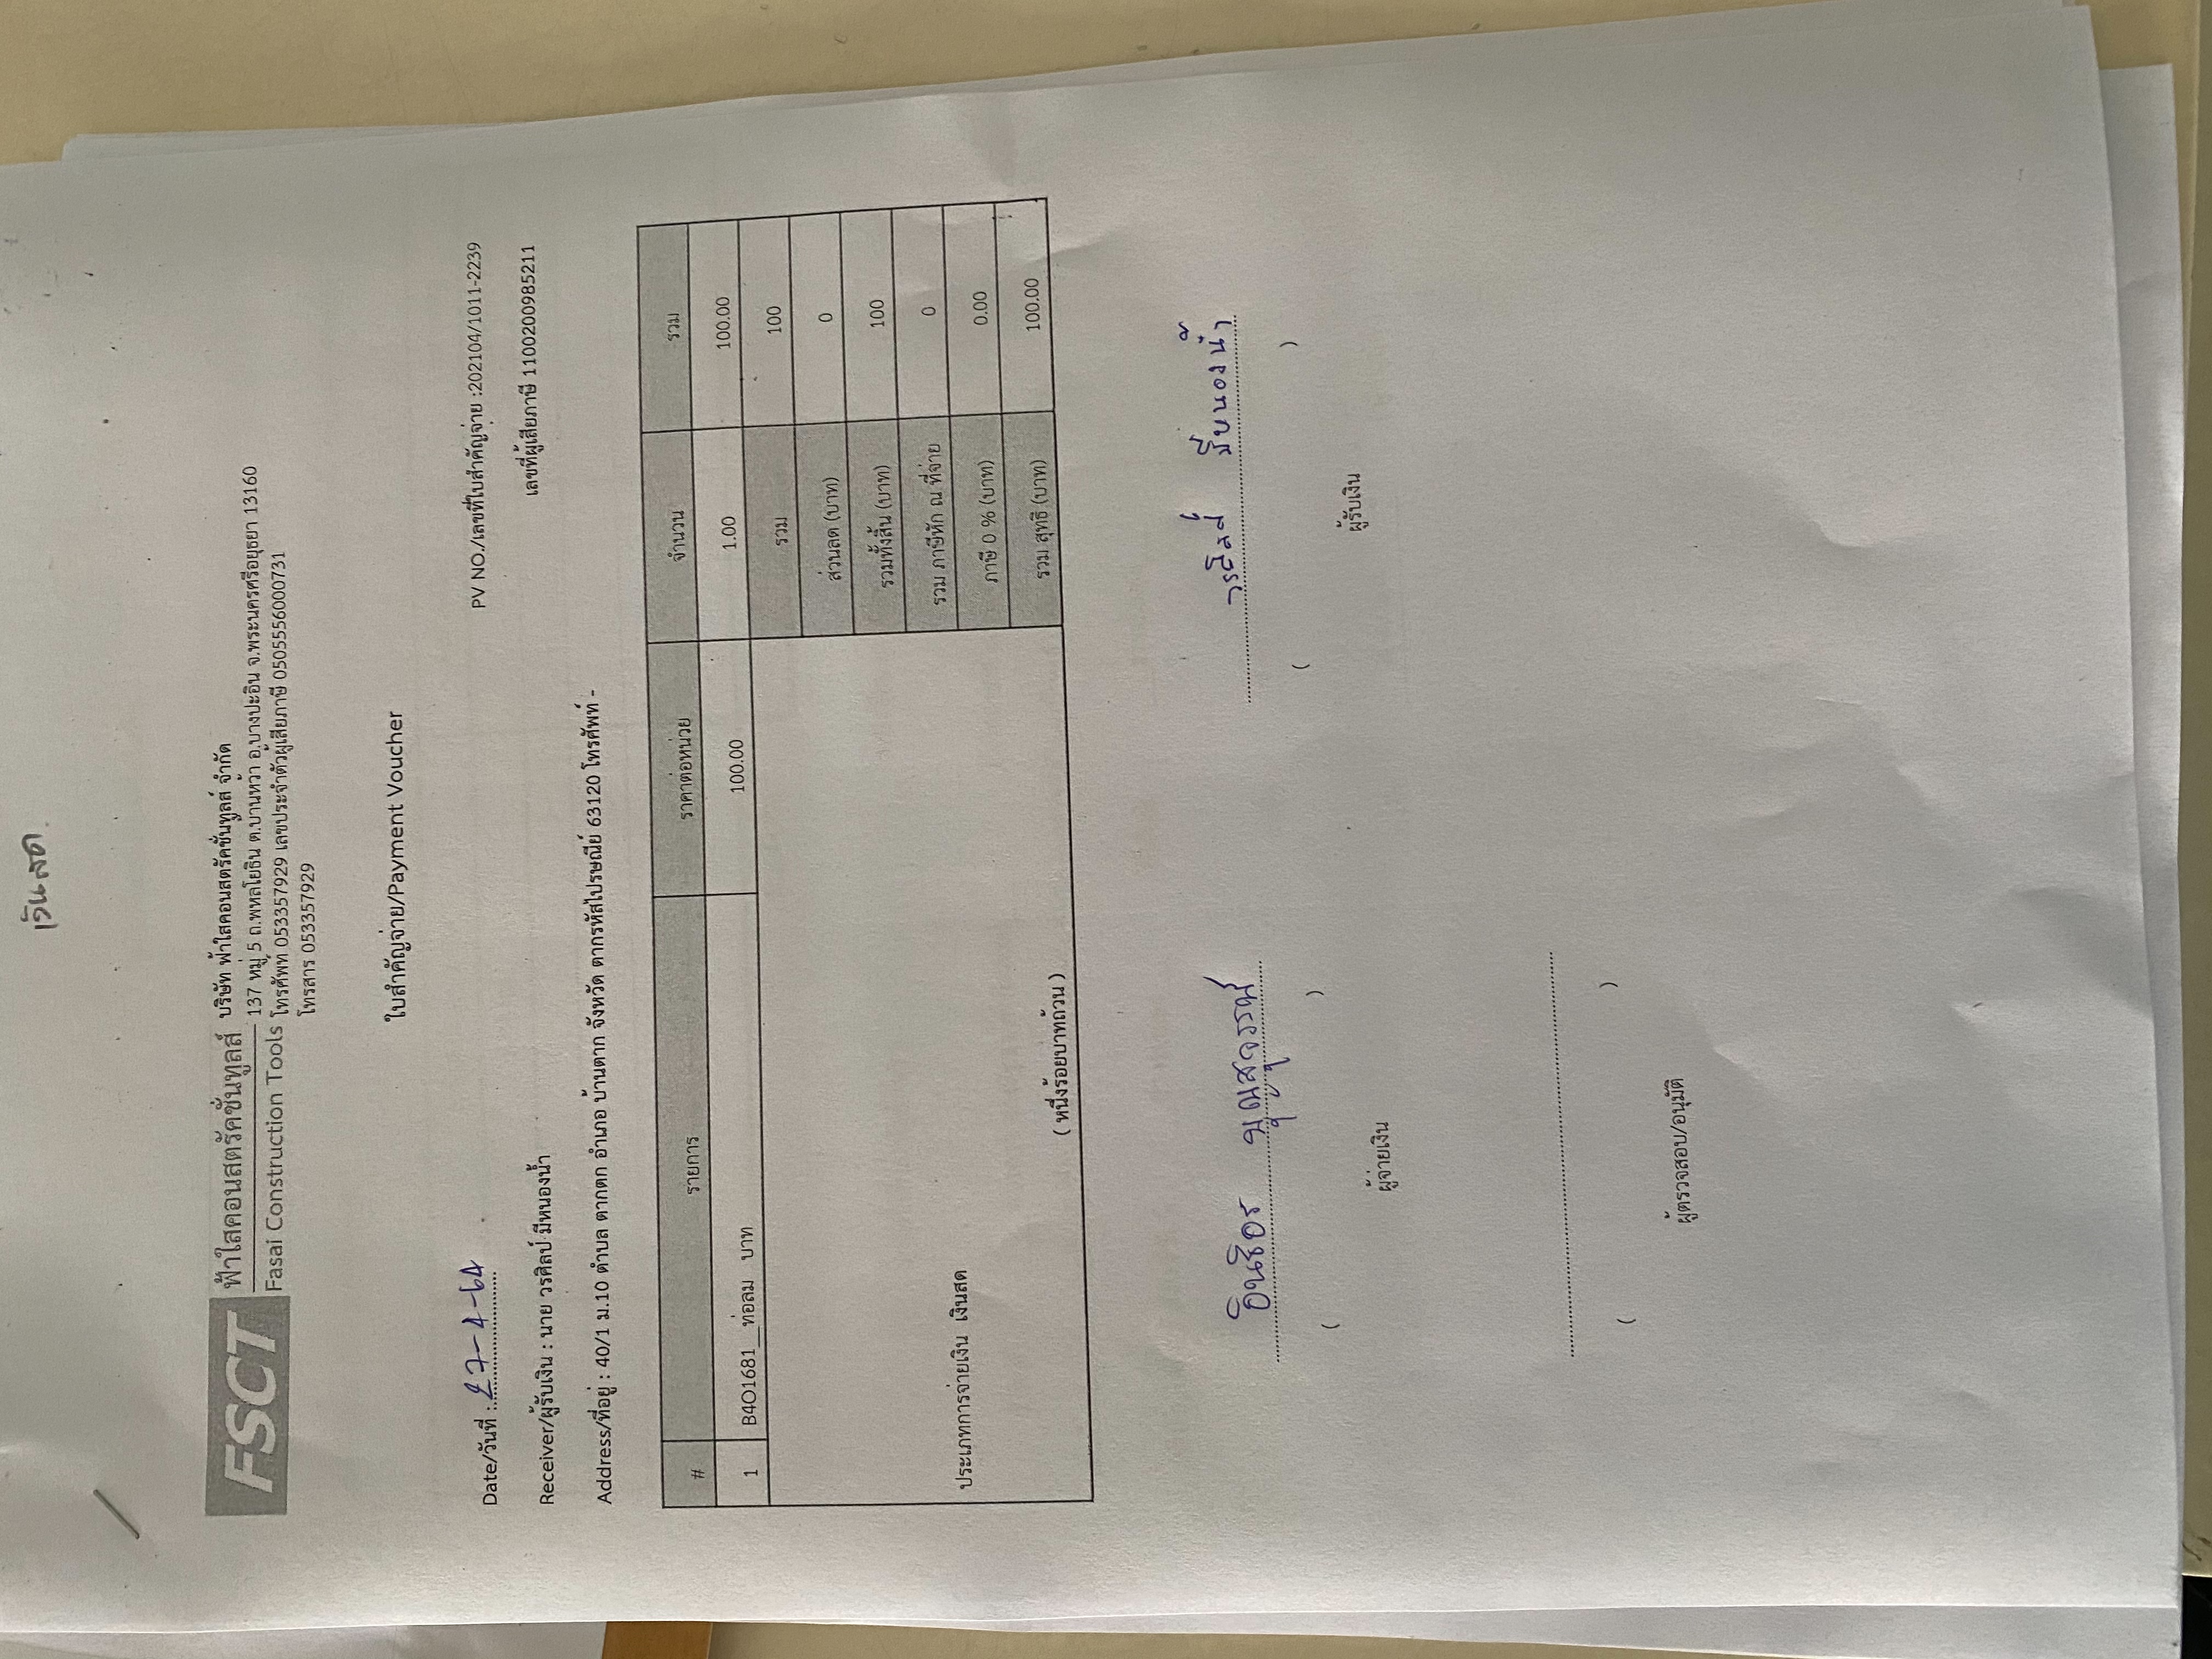 เงินสด
FSCT ฟ้าใสคอนสตรัคชั่นทูลส์
Fasai Construction Tools
บริษัท ฟ้าใสคอนสตรัคชั่นทูลส์ จำกัด
137 หมู่ 5 ถ.พหลโยธิน ต.บ้านหว้า อ.บางปะอิน จ.พระนครศรีอยุธยา 13160
โทรศัพท์ 053357929 เลขประจำตัวผู้เสียภาษี 0505556000731
โทรสาร 053357929
ใบสำคัญจ่าย/Payment Voucher
Date/วันที่ : 27-4-64
PV NO./เลขที่ใบสำคัญจ่าย :202104/1011-2239
Receiver/ผู้รับเงิน : นาย วรศิลป์ มีหนองน้ำ
เลขที่ผู้เสียภาษี 1100200985211
Address/ที่อยู่ : 40/1 ม.10 ตำบล ตากตก อำเภอ บ้านตาก จังหวัด ตากรหัสไปรษณีย์ 63120 โทรศัพท์ -
# รายการ ราคาต่อหน่วย จำนวน รวม
1 B4O1681__ท่อลม บาท 100.00 1.00 100.00
รวม 100
ส่วนลด (บาท) 0
รวมทั้งสิ้น (บาท) 100
รวม ภาษีหัก ณ ที่จ่าย 0
ประเภทการจ่ายเงิน เงินสด
ภาษี 0 % (บาท) 0.00
รวม สุทธิ (บาท) 100.00
( หนึ่งร้อยบาทถ้วน )
อินธิอร บุญสุวรรณ์
วรศิลป์ มีหนองน้ำ
( )
( )
ผู้จ่ายเงิน
ผู้รับเงิน
( )
ผู้ตรวจสอบ/อนุมัติ